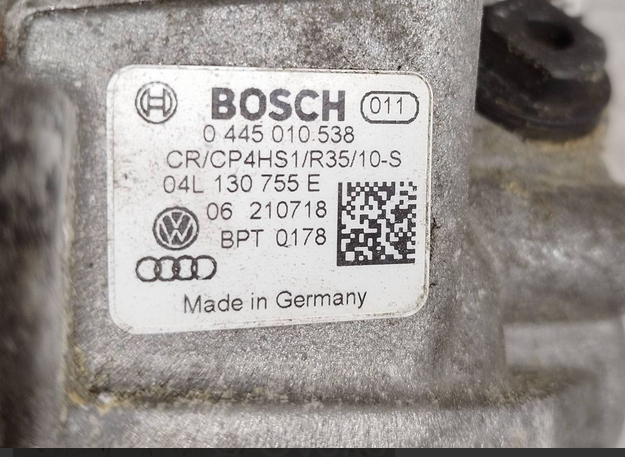 BOSCH 011
0 445 010 538
CR/CP4HS1/R35/10-S
04L 130 755 E
06 210718
BPT 0178
Made in Germany